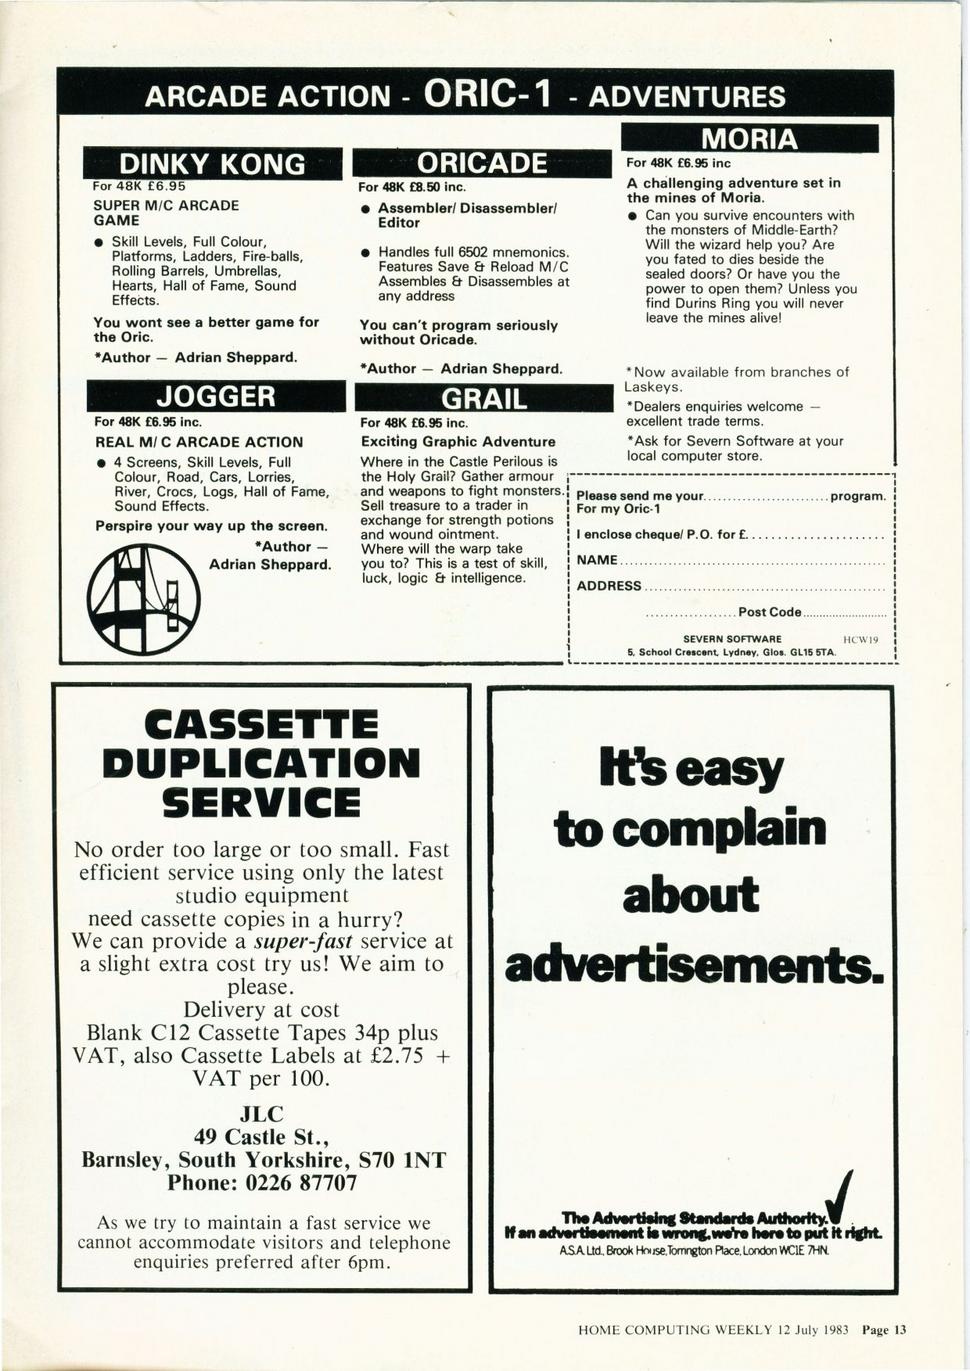 ARCADE ACTION - ORIC-1 - ADVENTURES
DINKY KONG
For 48K £6.95
SUPER M/C ARCADE
GAME
● Skill Levels, Full Colour,
Platforms, Ladders, Fire-balls,
Rolling Barrels, Umbrellas,
Hearts, Hall of Fame, Sound
Effects.
You wont see a better game for
the Oric.
*Author — Adrian Sheppard.
JOGGER
For 48K £6.95 inc.
REAL M/C ARCADE ACTION
● 4 Screens, Skill Levels, Full
Colour, Road, Cars, Lorries,
River, Crocs, Logs, Hall of Fame,
Sound Effects.
Perspire your way up the screen.
*Author —
Adrian Sheppard.
ORICADE
For 48K £8.50 inc.
● Assembler/Disassembler/
Editor
● Handles full 6502 mnemonics.
Features Save & Reload M/C
Assembles & Disassembles at
any address
You can't program seriously
without Oricade.
*Author — Adrian Sheppard.
GRAIL
For 48K £6.95 inc.
Exciting Graphic Adventure
Where in the Castle Perilous is
the Holy Grail? Gather armour
and weapons to fight monsters.
Sell treasure to a trader in
exchange for strength potions
and wound ointment.
Where will the warp take
you to? This is a test of skill,
luck, logic & intelligence.
MORIA
For 48K £6.95 inc
A challenging adventure set in
the mines of Moria.
● Can you survive encounters with
the monsters of Middle-Earth?
Will the wizard help you? Are
you fated to dies beside the
sealed doors? Or have you the
power to open them? Unless you
find Durins Ring you will never
leave the mines alive!
*Now available from branches of
Laskeys.
*Dealers enquiries welcome —
excellent trade terms.
*Ask for Severn Software at your
local computer store.
Please send me your......................program.
For my Oric-1
I enclose cheque/P.O. for £......................
NAME..............................................
ADDRESS..........................................
.................Post Code........................
SEVERN SOFTWARE HCW19
5, School Crescent, Lydney, Glos. GL15 5TA.
CASSETTE
DUPLICATION
SERVICE
No order too large or too small. Fast
efficient service using only the latest
studio equipment
need cassette copies in a hurry?
We can provide a super-fast service at
a slight extra cost try us! We aim to
please.
Delivery at cost
Blank C12 Cassette Tapes 34p plus
VAT, also Cassette Labels at £2.75 +
VAT per 100.
JLC
49 Castle St.,
Barnsley, South Yorkshire, S70 1NT
Phone: 0226 87707
As we try to maintain a fast service we
cannot accommodate visitors and telephone
enquiries preferred after 6pm.
It's easy
to complain
about
advertisements.
The Advertising Standards Authority.
If an advertisement is wrong, we're here to put it right.
A.S.A. Ltd., Brook House, Torrington Place, London WC1E 7HN.
HOME COMPUTING WEEKLY 12 July 1983 Page 13